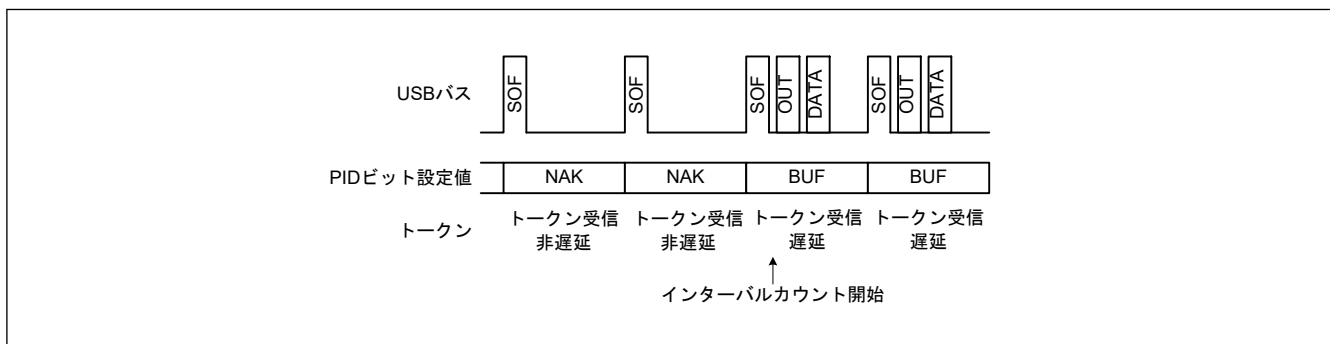 USBバス
SOF
SOF
SOF
OUT
DATA
SOF
OUT
DATA
PIDビット設定値
NAK
NAK
BUF
BUF
トークン
トークン受信
非遅延
トークン受信
非遅延
トークン受信
遅延
トークン受信
遅延
インターバルカウント開始